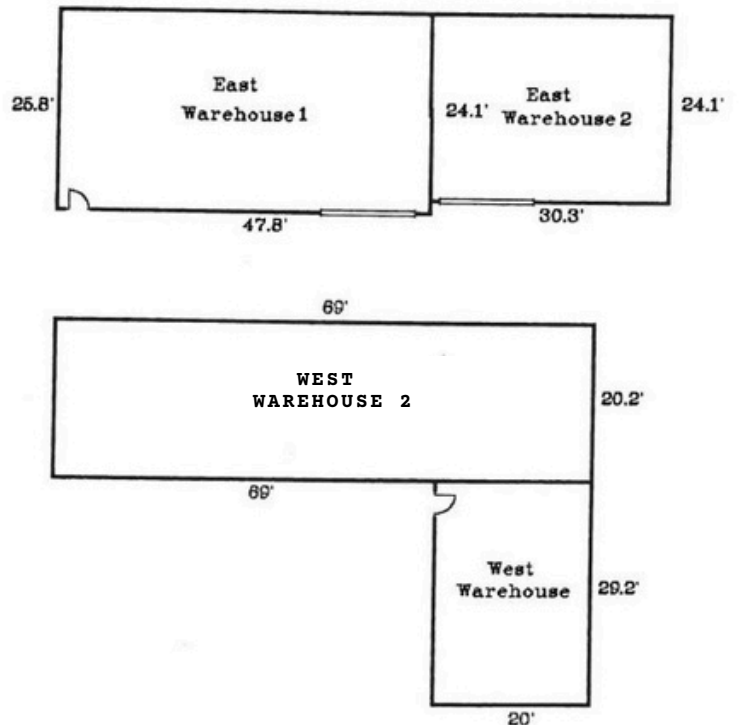 East
Warehouse 1
25.8'
24.1'
East
Warehouse 2
24.1'
47.8'
30.3'
69'
WEST
WAREHOUSE 2
20.2'
69'
West
Warehouse
29.2'
20'